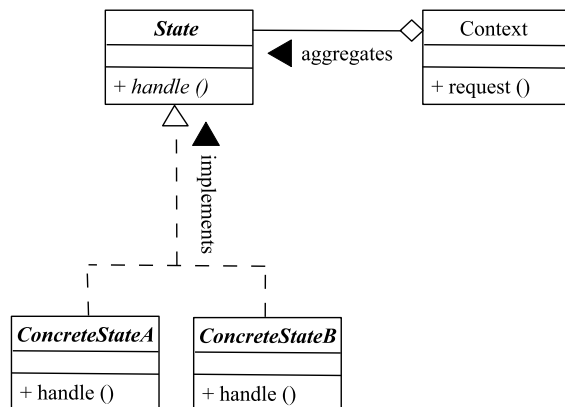 State
Context
aggregates
+ handle ()
+ request ()
implements
ConcreteStateA
ConcreteStateB
+ handle ()
+ handle ()